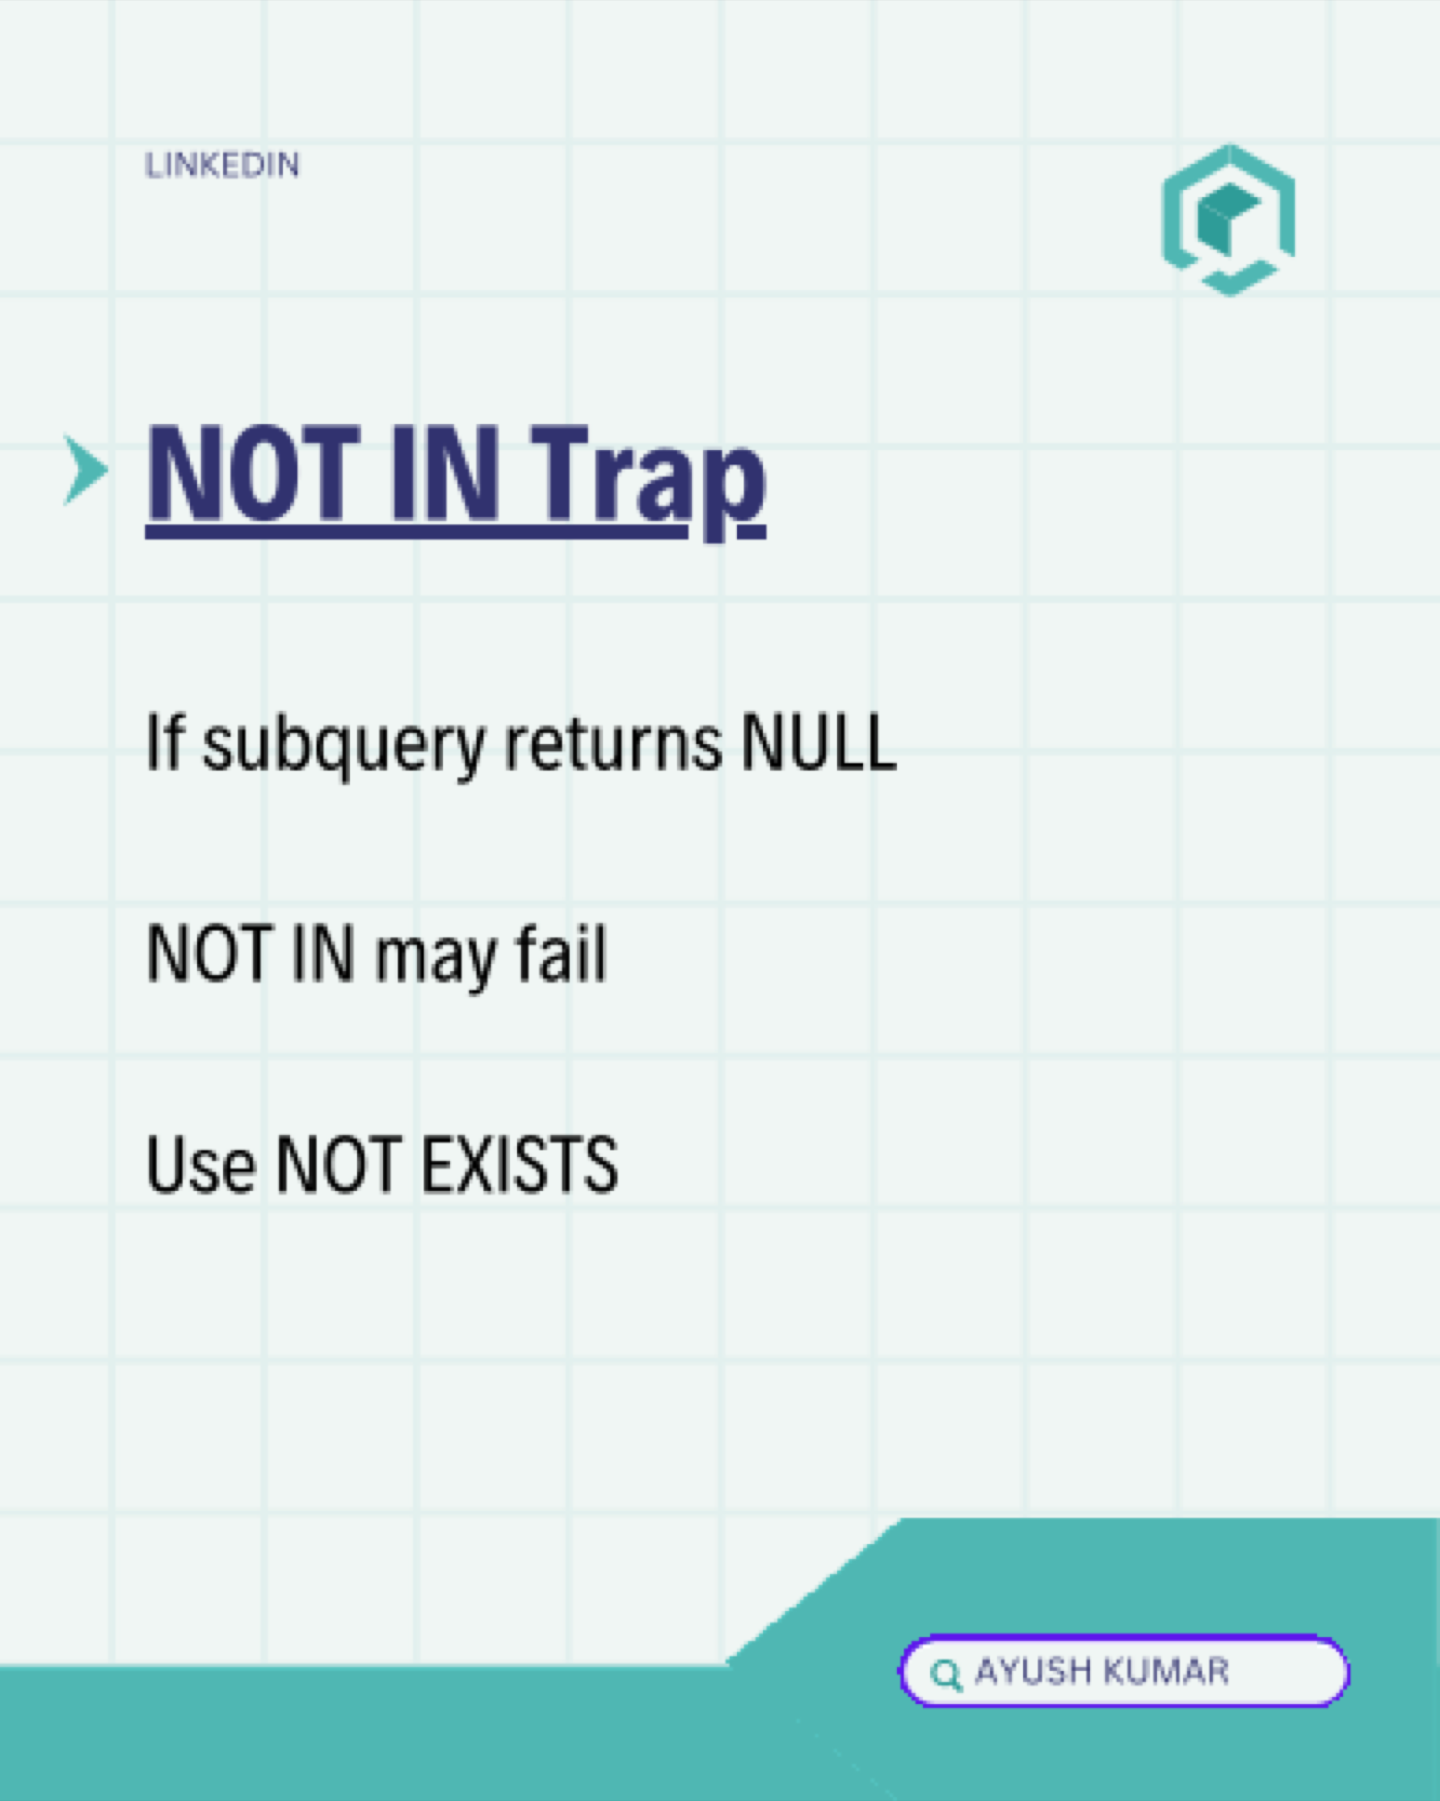 LINKEDIN
NOT IN Trap
If subquery returns NULL
NOT IN may fail
Use NOT EXISTS
AYUSH KUMAR